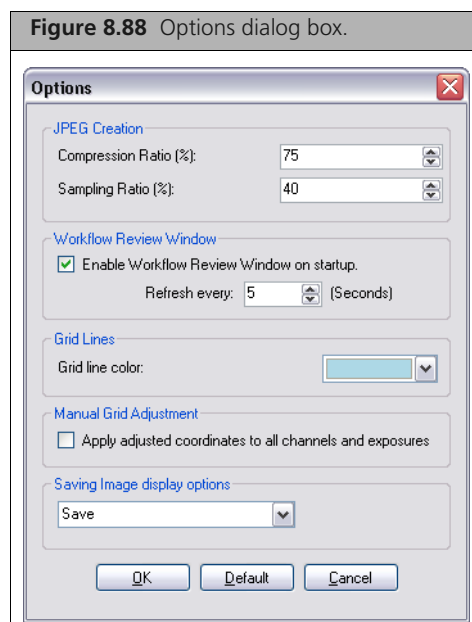 Figure 8.88 Options dialog box.
Options
JPEG Creation
Compression Ratio (%): 75
Sampling Ratio (%): 40
Workflow Review Window
Enable Workflow Review Window on startup.
Refresh every: 5 (Seconds)
Grid Lines
Grid line color:
Manual Grid Adjustment
Apply adjusted coordinates to all channels and exposures
Saving Image display options
Save
OK Default Cancel